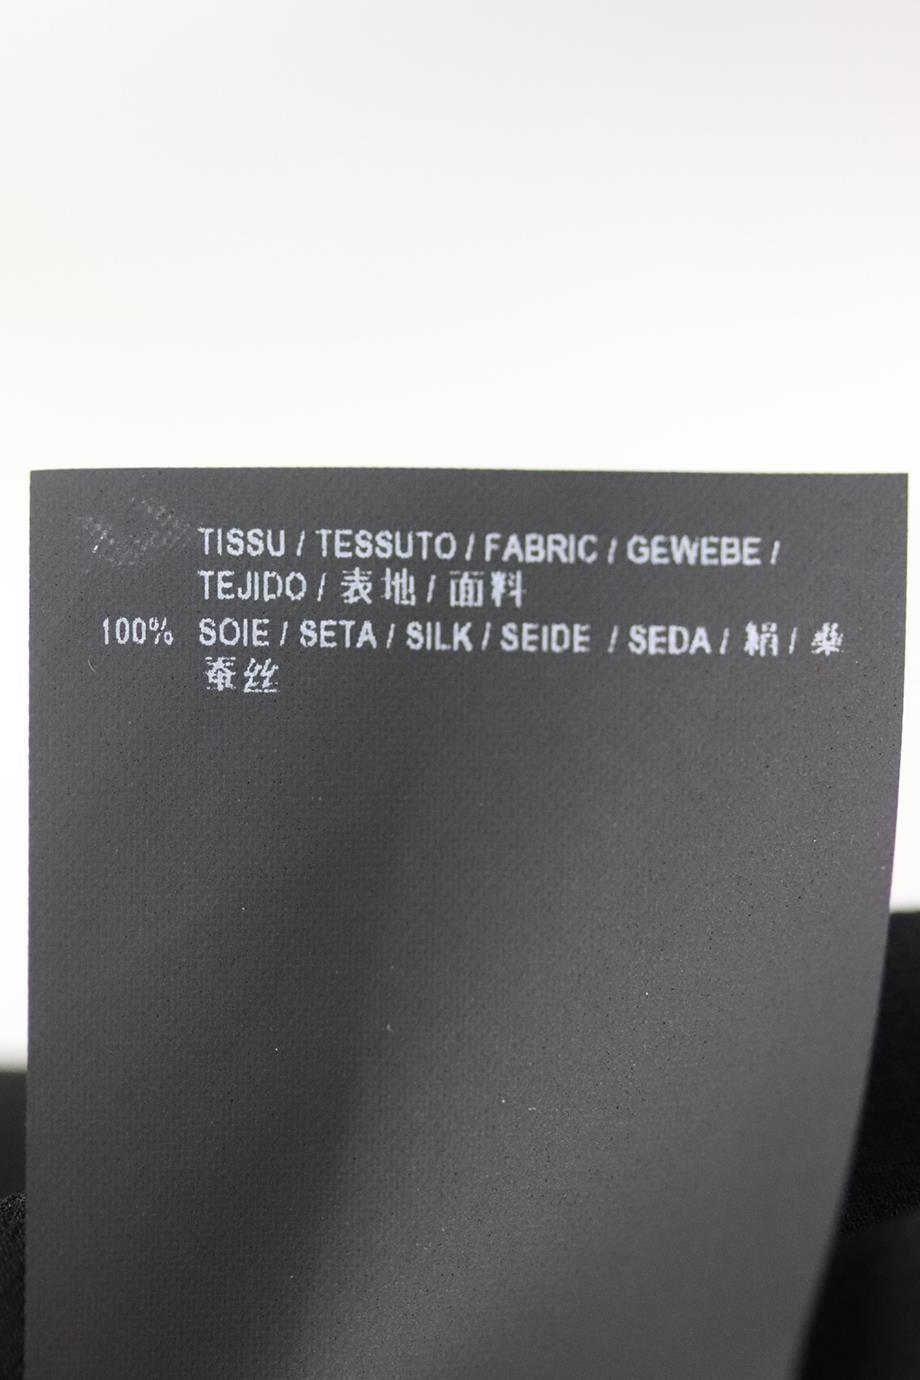 TISSU / TESSUTO / FABRIC / GEWEBE /
TEJIDO / 表地 / 面料
100% SOIE / SETA / SILK / SEIDE / SEDA / 絹 / 桑
蚕丝